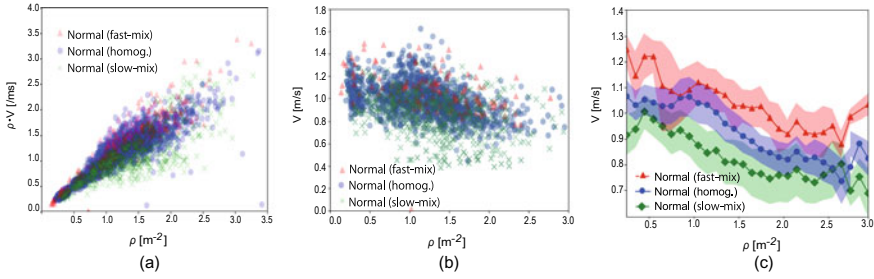 4.0
3.5
3.0
2.5
2.0
1.5
1.0
0.5
0.0
ρ·V [/ms]
Normal (fast-mix)
Normal (homog.)
Normal (slow-mix)
0.5 1.0 1.5 2.0 2.5 3.0 3.5
ρ [m-2]
(a)
1.8
1.6
1.4
1.2
1.0
0.8
0.6
0.4
0.2
0.0
V [m/s]
Normal (fast-mix)
Normal (homog.)
Normal (slow-mix)
0.0 0.5 1.0 1.5 2.0 2.5 3.0
ρ [m-2]
(b)
1.4
1.3
1.2
1.1
1.0
0.9
0.8
0.7
V [m/s]
Normal (fast-mix)
Normal (homog.)
Normal (slow-mix)
0.5 1.0 1.5 2.0 2.5 3.0
ρ [m-2]
(c)